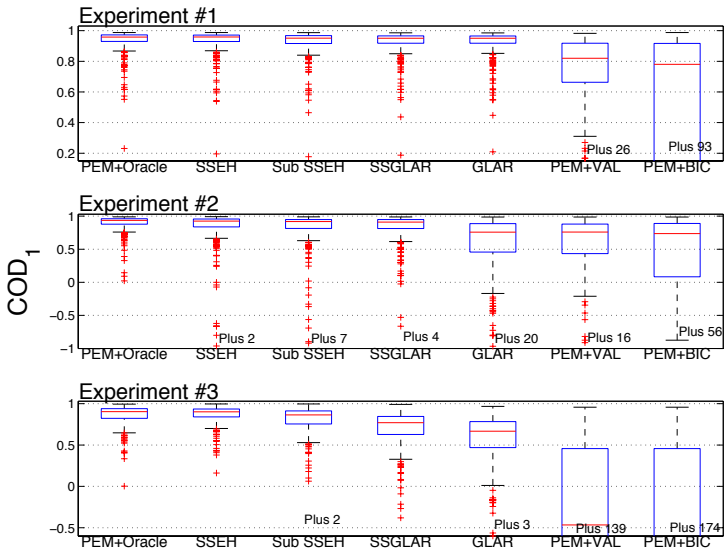 Experiment #1
1
0.8
0.6
0.4
0.2
Plus 26
Plus 93
PEM+Oracle SSEH Sub SSEH SSGLAR GLAR PEM+VAL PEM+BIC
Experiment #2
1
0.5
0
−0.5
−1
COD1
Plus 2
Plus 7
Plus 4
Plus 20
Plus 16
Plus 56
PEM+Oracle SSEH Sub SSEH SSGLAR GLAR PEM+VAL PEM+BIC
Experiment #3
1
0.5
0
−0.5
Plus 2
Plus 3
Plus 139
Plus 174
PEM+Oracle SSEH Sub SSEH SSGLAR GLAR PEM+VAL PEM+BIC